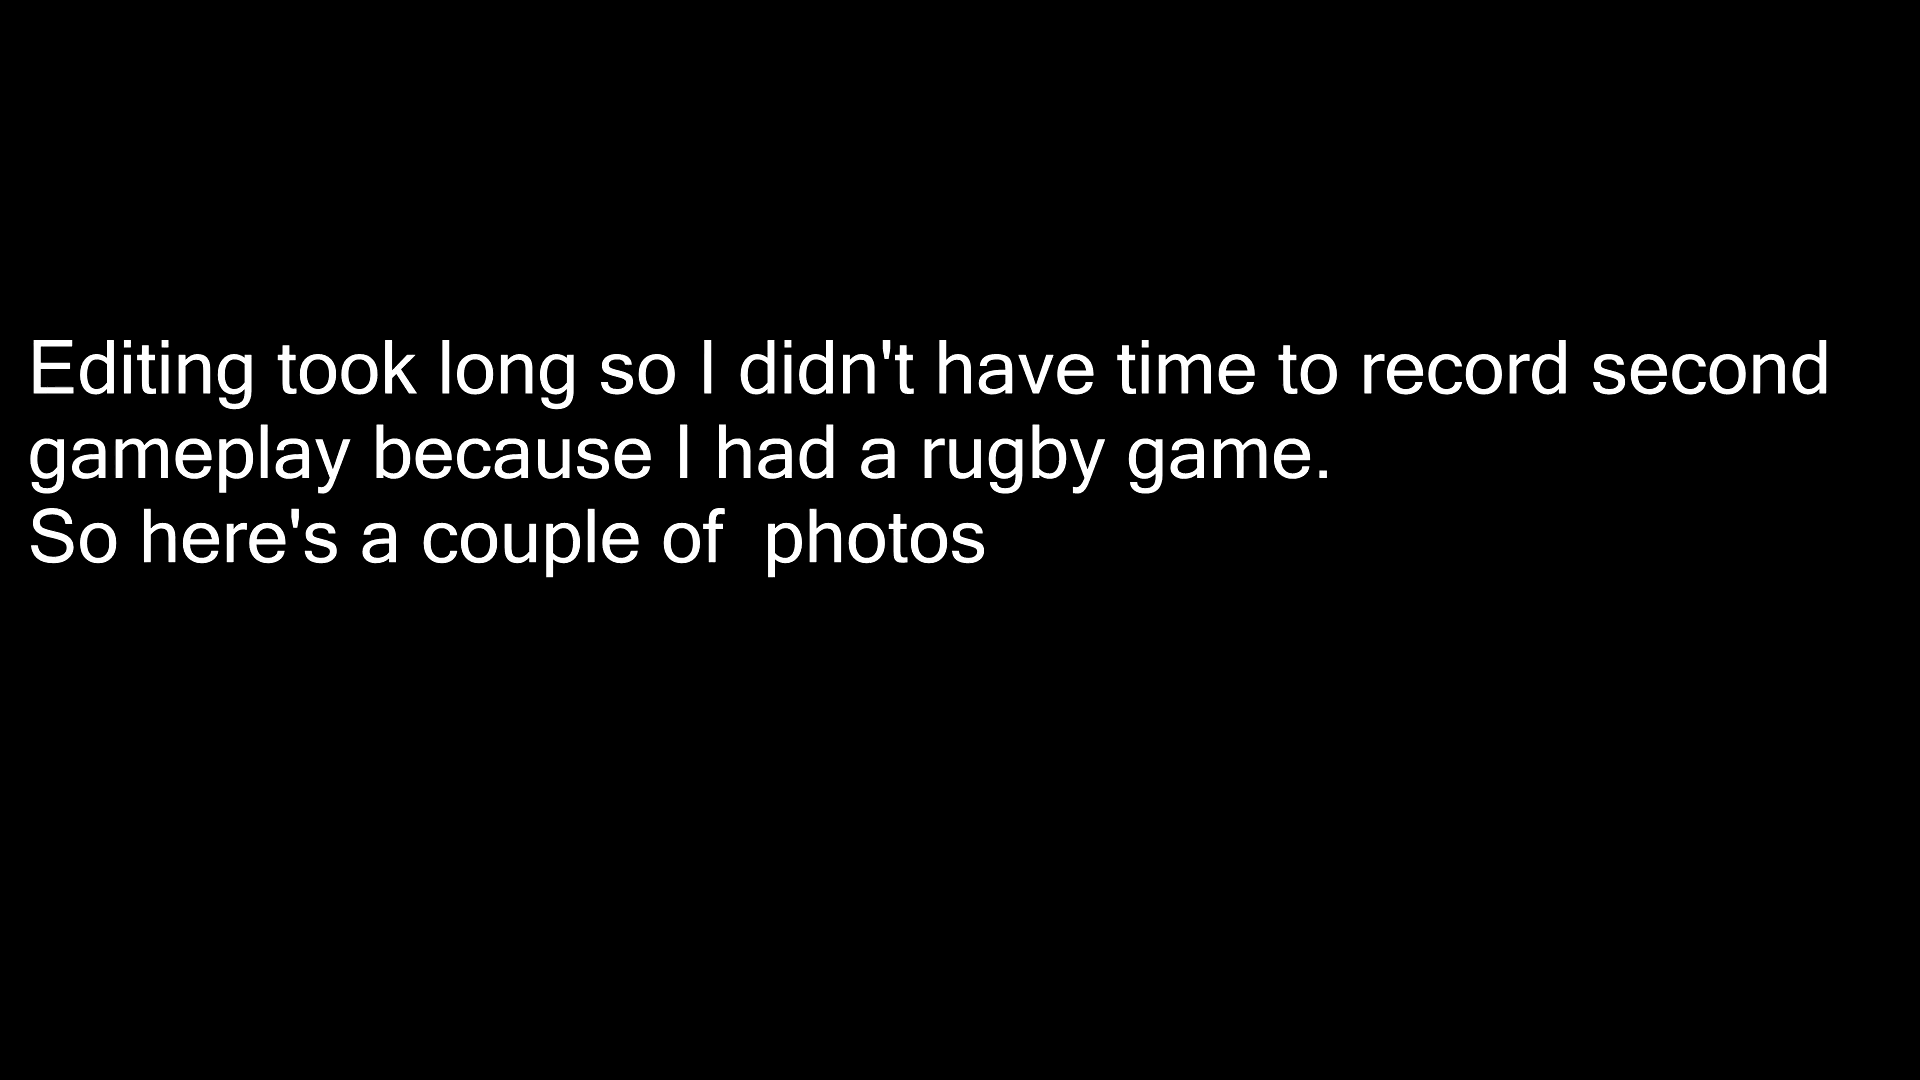 Editing took long so I didn't have time to record second
gameplay because I had a rugby game.
So here's a couple of  photos